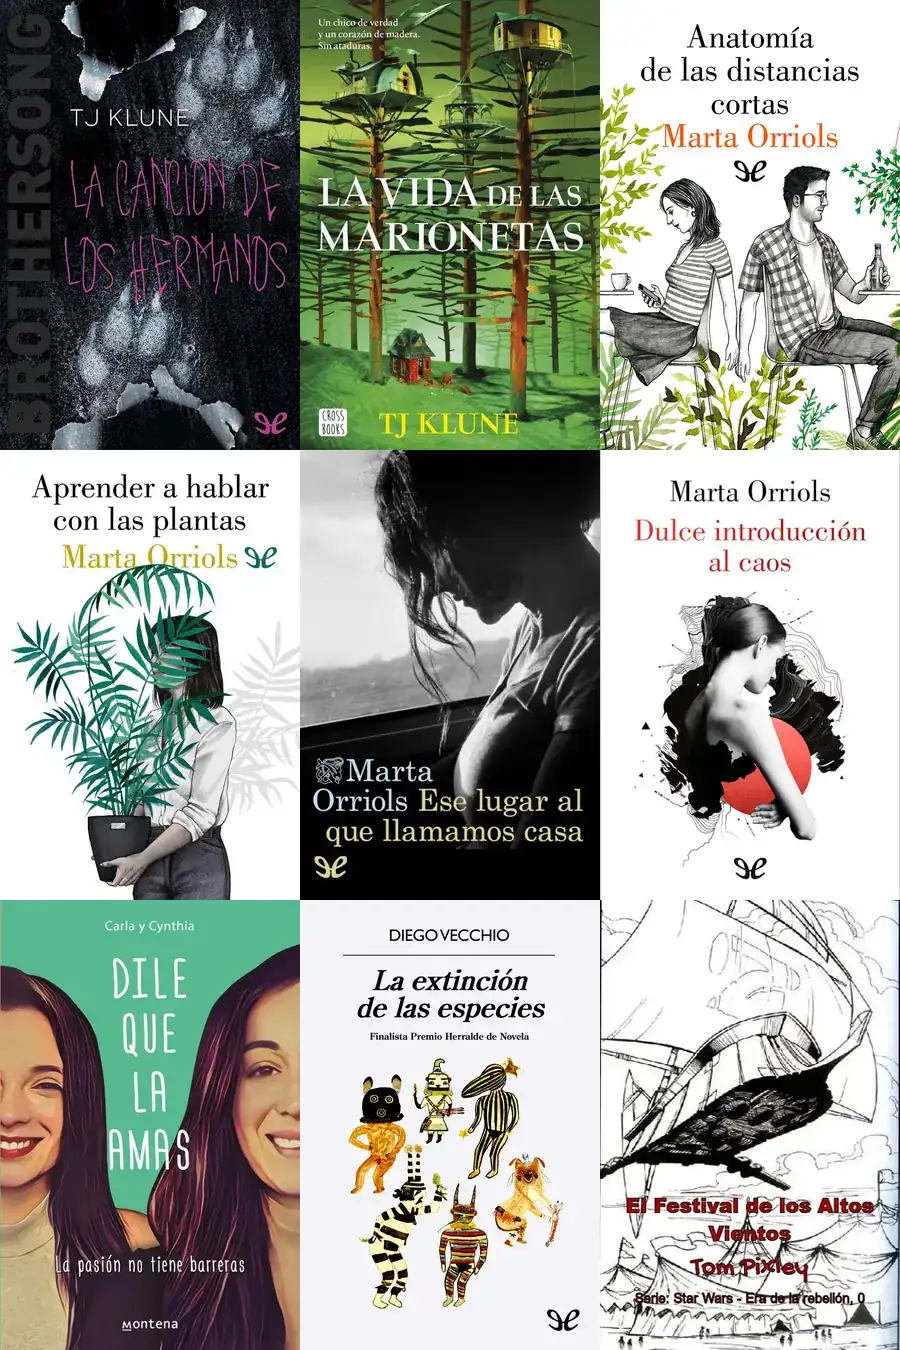 BROTHERSONG
TJ KLUNE
LA CANCIÓN DE
LOS HERMANOS
Un chico de verdad
y un corazón de madera.
Sin ataduras.
LA VIDA DE LAS
MARIONETAS
CROSS
BOOKS
TJ KLUNE
Anatomía
de las distancias
cortas
Marta Orriols
Aprender a hablar
con las plantas
Marta Orriols
Marta
Orriols Ese lugar al
que llamamos casa
Marta Orriols
Dulce introducción
al caos
Carla y Cynthia
DILE
QUE
LA
AMAS
La pasión no tiene barreras
Montena
DIEGO VECCHIO
La extinción
de las especies
Finalista Premio Herralde de Novela
El Festival de los Altos
Vientos
Tom Pixley
Serie: Star Wars - Era de la rebelión, 0